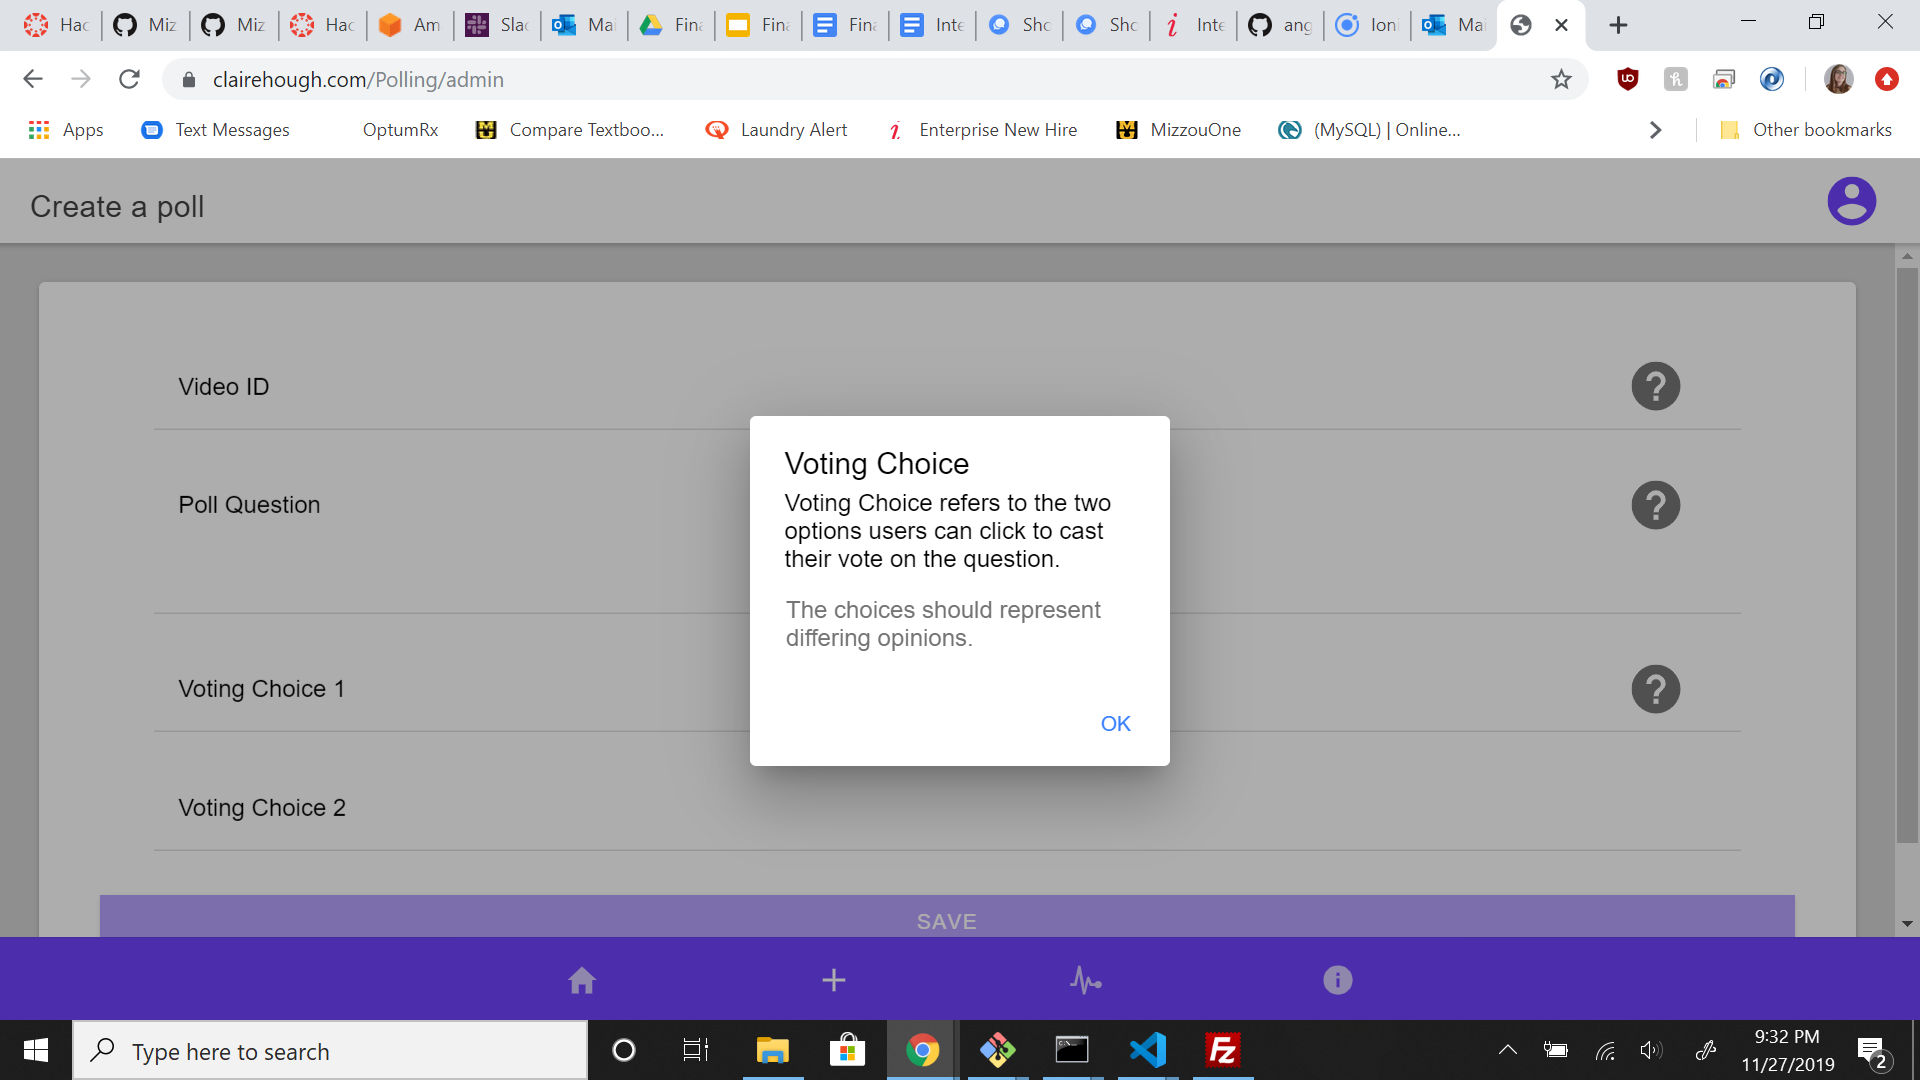 Hac Miz Miz Hac Am Slac Mai Fina Fina Fina Inte Sho Sho Inte ang Ioni Mai
clairehough.com/Polling/admin
Apps Text Messages OptumRx Compare Textboo... Laundry Alert Enterprise New Hire MizzouOne (MySQL) | Online... Other bookmarks
Create a poll
Video ID
?
Poll Question
?
Voting Choice 1
?
Voting Choice 2
Voting Choice
Voting Choice refers to the two
options users can click to cast
their vote on the question.
The choices should represent
differing opinions.
OK
SAVE
Type here to search
9:32 PM
11/27/2019
2